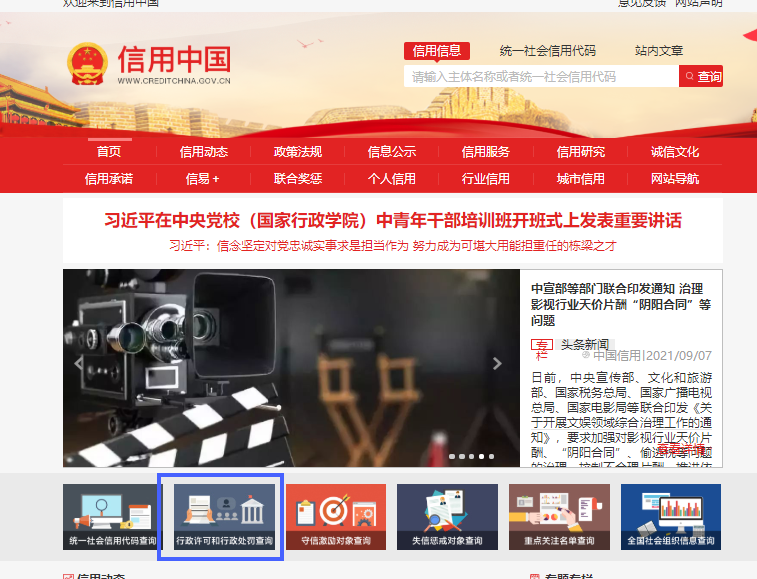 欢迎来到信用中国
意见反馈 网站声明
信用中国
WWW.CREDITCHINA.GOV.CN
信用信息 统一社会信用代码 站内文章
请输入主体名称或者统一社会信用代码 查询
首页 信用动态 政策法规 信息公示 信用服务 信用研究 诚信文化
信用承诺 信易+ 联合奖惩 个人信用 行业信用 城市信用 网站导航
习近平在中央党校（国家行政学院）中青年干部培训班开班式上发表重要讲话
习近平：信念坚定对党忠诚实事求是担当作为 努力成为可堪大用能担重任的栋梁之才
中宣部等部门联合印发通知 治理
影视行业天价片酬“阴阳合同”等
问题
专栏 头条新闻
@中国信用|2021/09/07
日前，中央宣传部、文化和旅游
部、国家税务总局、国家广播电视
总局、国家电影局等联合印发《关
于开展文娱领域综合治理工作的通
知》，要求加强对影视行业天价片
酬、“阴阳合同”、偷逃税等问题
的治理，控制不合理片酬，推进依
查看详情
统一社会信用代码查询 行政许可和行政处罚查询 守信激励对象查询 失信惩戒对象查询 重点关注名单查询 全国社会组织信息查询
信用动态 专题专栏